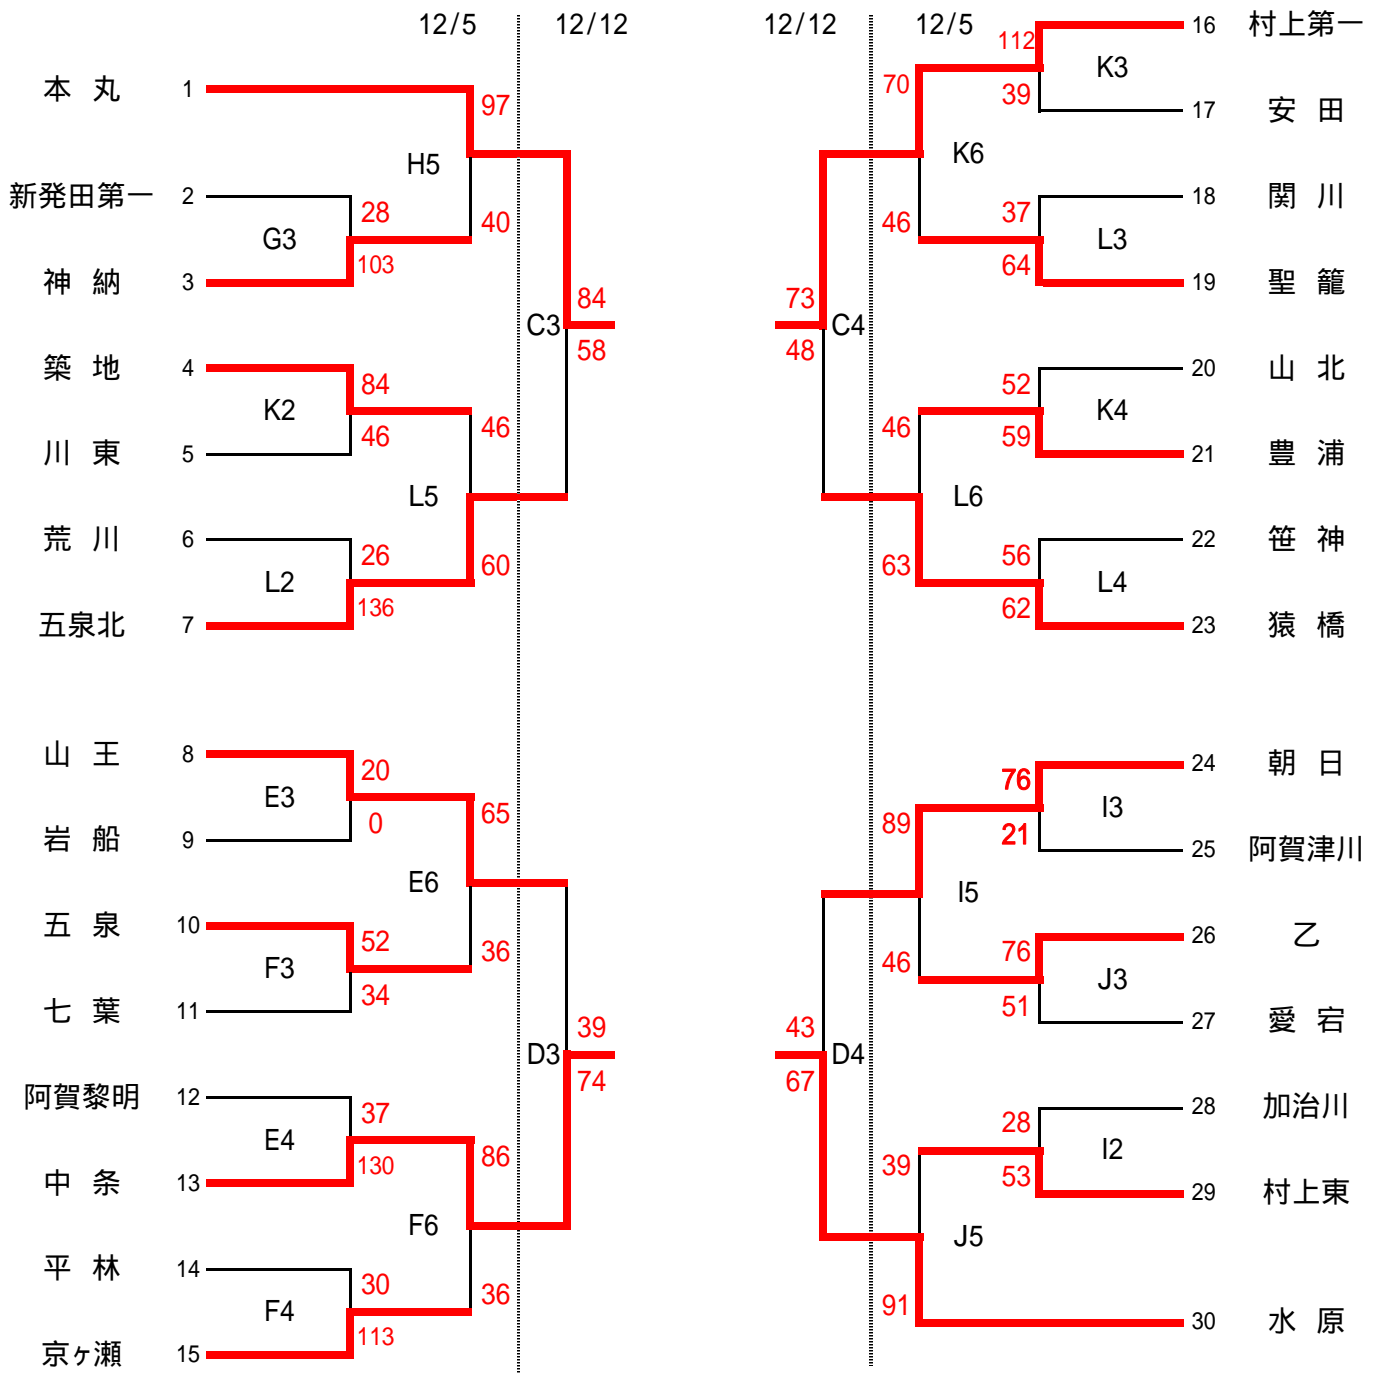 12/5 12/12
本 丸 1
97
H5
新発田第一 2
28
40
G3
103
神 納 3
84
C3
58
築 地 4
84
K2
46
46
川 東 5
L5
荒 川 6
26
60
L2
136
五泉北 7
山 王 8
20
E3
65
0
岩 船 9
E6
五 泉 10
52
36
F3
34
七 葉 11
39
D3
74
阿賀黎明 12
37
E4
86
130
中 条 13
F6
平 林 14
30
36
F4
113
京ヶ瀬 15
12/12 12/5
16 村上第一
112
K3
70
39
17 安 田
K6
18 関 川
37
46
L3
64
19 聖 籠
73
C4
48
20 山 北
52
K4
46
59
21 豊 浦
L6
22 笹 神
56
63
L4
62
23 猿 橋
24 朝 日
76
I3
89
21
25 阿賀津川
I5
26 乙
76
46
J3
51
27 愛 宕
43
D4
67
28 加治川
28
I2
39
53
29 村上東
J5
91
30 水 原